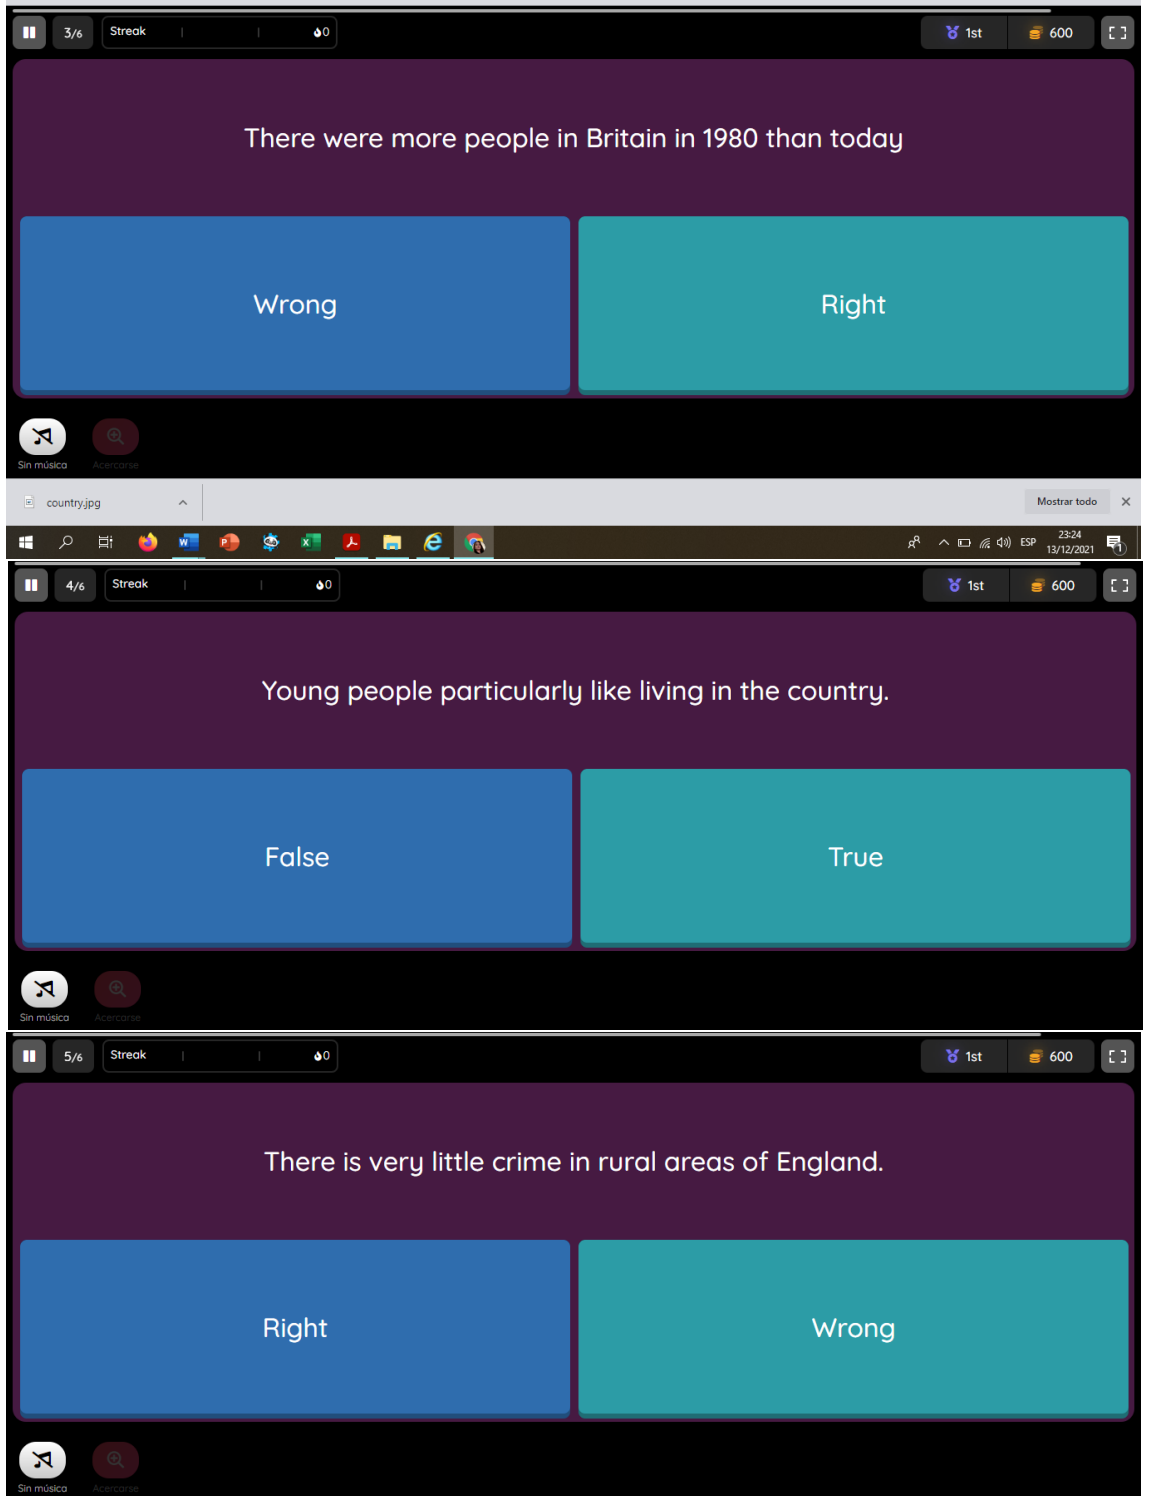 3/6 Streak 0 1st 600
There were more people in Britain in 1980 than today
Wrong Right
Sin música Acercarse
country.jpg Mostrar todo
ESP 23:24
13/12/2021
1
4/6 Streak 0 1st 600
Young people particularly like living in the country.
False True
Sin música Acercarse
5/6 Streak 0 1st 600
There is very little crime in rural areas of England.
Right Wrong
Sin música Acercarse